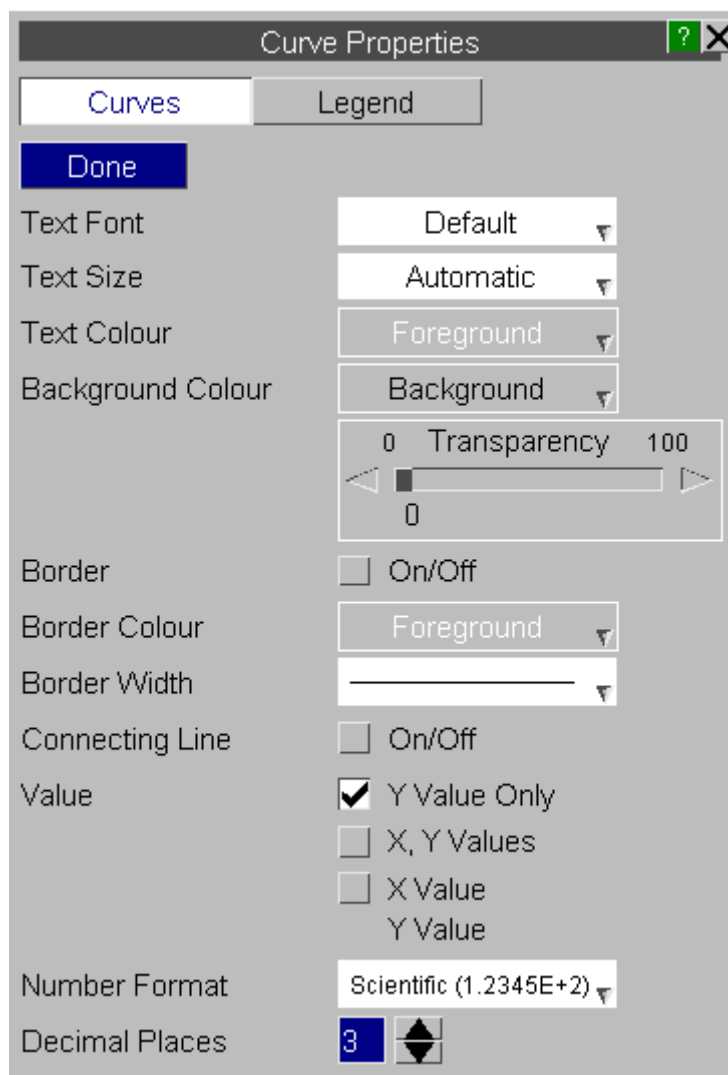 Curve Properties ?
Curves Legend
Done
Text Font Default
Text Size Automatic
Text Colour Foreground
Background Colour Background
0 Transparency 100
0
Border On/Off
Border Colour Foreground
Border Width
Connecting Line On/Off
Value Y Value Only
X, Y Values
X Value
Y Value
Number Format Scientific (1.2345E+2)
Decimal Places 3